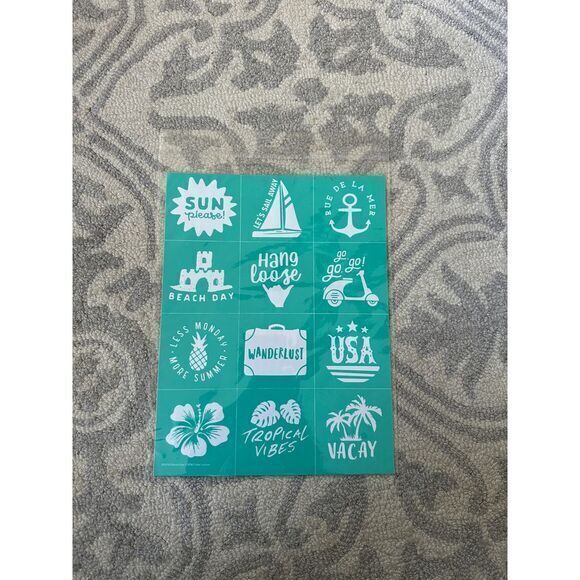 SUN
please!
LET'S SAIL AWAY
RUE DE LA MER
BEACH DAY
HANG
loose
go
go go!
LESS MONDAY
MORE SUMMER
WANDERLUST
USA
TROPICAL
VIBES
VACAY